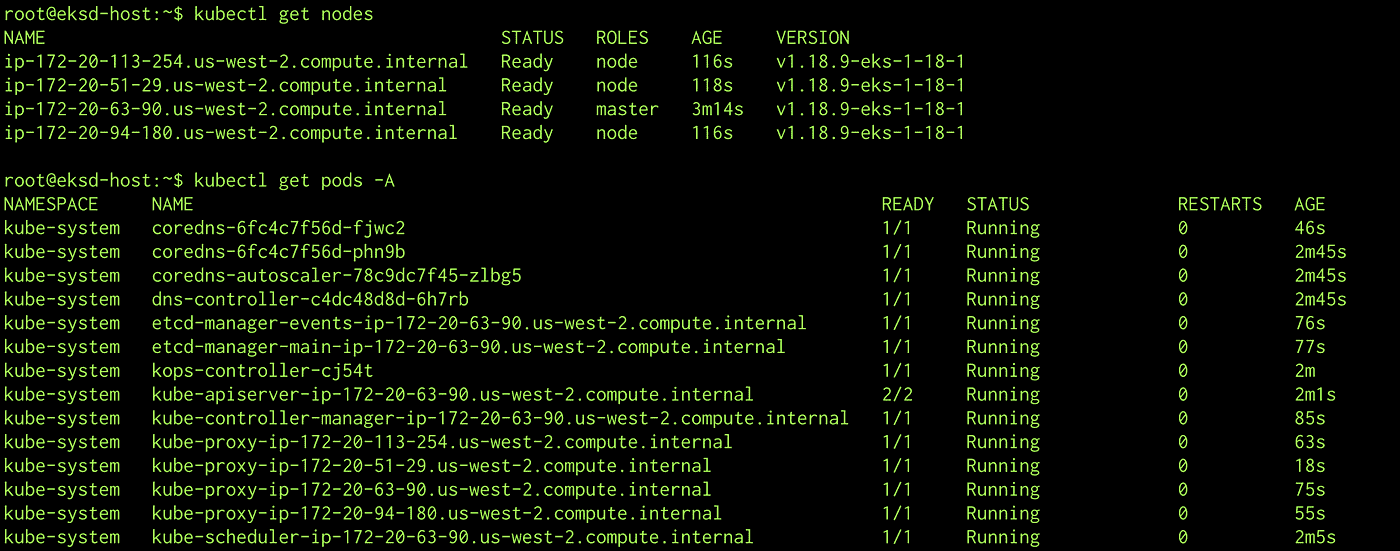 root@eksd-host:~$ kubectl get nodes
NAME STATUS ROLES AGE VERSION
ip-172-20-113-254.us-west-2.compute.internal Ready node 116s v1.18.9-eks-1-18-1
ip-172-20-51-29.us-west-2.compute.internal Ready node 118s v1.18.9-eks-1-18-1
ip-172-20-63-90.us-west-2.compute.internal Ready master 3m14s v1.18.9-eks-1-18-1
ip-172-20-94-180.us-west-2.compute.internal Ready node 116s v1.18.9-eks-1-18-1
root@eksd-host:~$ kubectl get pods -A
NAMESPACE NAME READY STATUS RESTARTS AGE
kube-system coredns-6fc4c7f56d-fjwc2 1/1 Running 0 46s
kube-system coredns-6fc4c7f56d-phn9b 1/1 Running 0 2m45s
kube-system coredns-autoscaler-78c9dc7f45-zlbg5 1/1 Running 0 2m45s
kube-system dns-controller-c4dc48d8d-6h7rb 1/1 Running 0 2m45s
kube-system etcd-manager-events-ip-172-20-63-90.us-west-2.compute.internal 1/1 Running 0 76s
kube-system etcd-manager-main-ip-172-20-63-90.us-west-2.compute.internal 1/1 Running 0 77s
kube-system kops-controller-cj54t 1/1 Running 0 2m
kube-system kube-apiserver-ip-172-20-63-90.us-west-2.compute.internal 2/2 Running 0 2m1s
kube-system kube-controller-manager-ip-172-20-63-90.us-west-2.compute.internal 1/1 Running 0 85s
kube-system kube-proxy-ip-172-20-113-254.us-west-2.compute.internal 1/1 Running 0 63s
kube-system kube-proxy-ip-172-20-51-29.us-west-2.compute.internal 1/1 Running 0 18s
kube-system kube-proxy-ip-172-20-63-90.us-west-2.compute.internal 1/1 Running 0 75s
kube-system kube-proxy-ip-172-20-94-180.us-west-2.compute.internal 1/1 Running 0 55s
kube-system kube-scheduler-ip-172-20-63-90.us-west-2.compute.internal 1/1 Running 0 2m5s